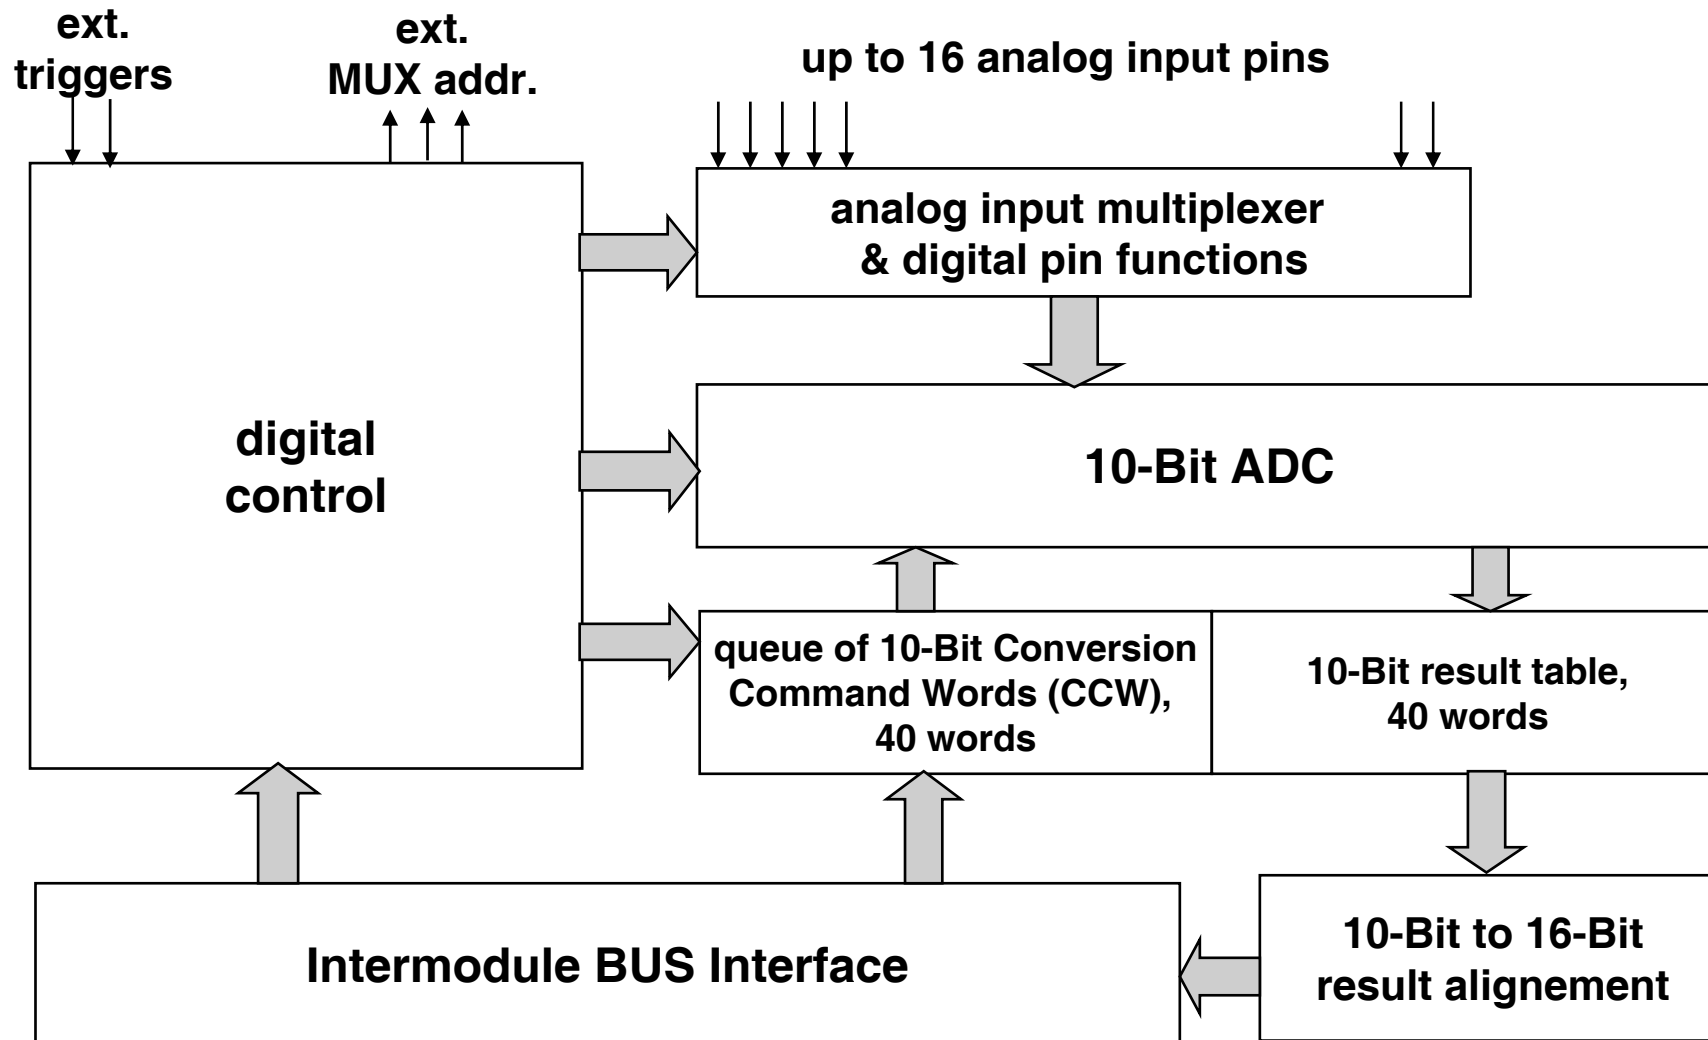 ext.
triggers
ext.
MUX addr.
up to 16 analog input pins
analog input multiplexer
& digital pin functions
digital
control
10-Bit ADC
queue of 10-Bit Conversion
Command Words (CCW),
40 words
10-Bit result table,
40 words
Intermodule BUS Interface
10-Bit to 16-Bit
result alignement